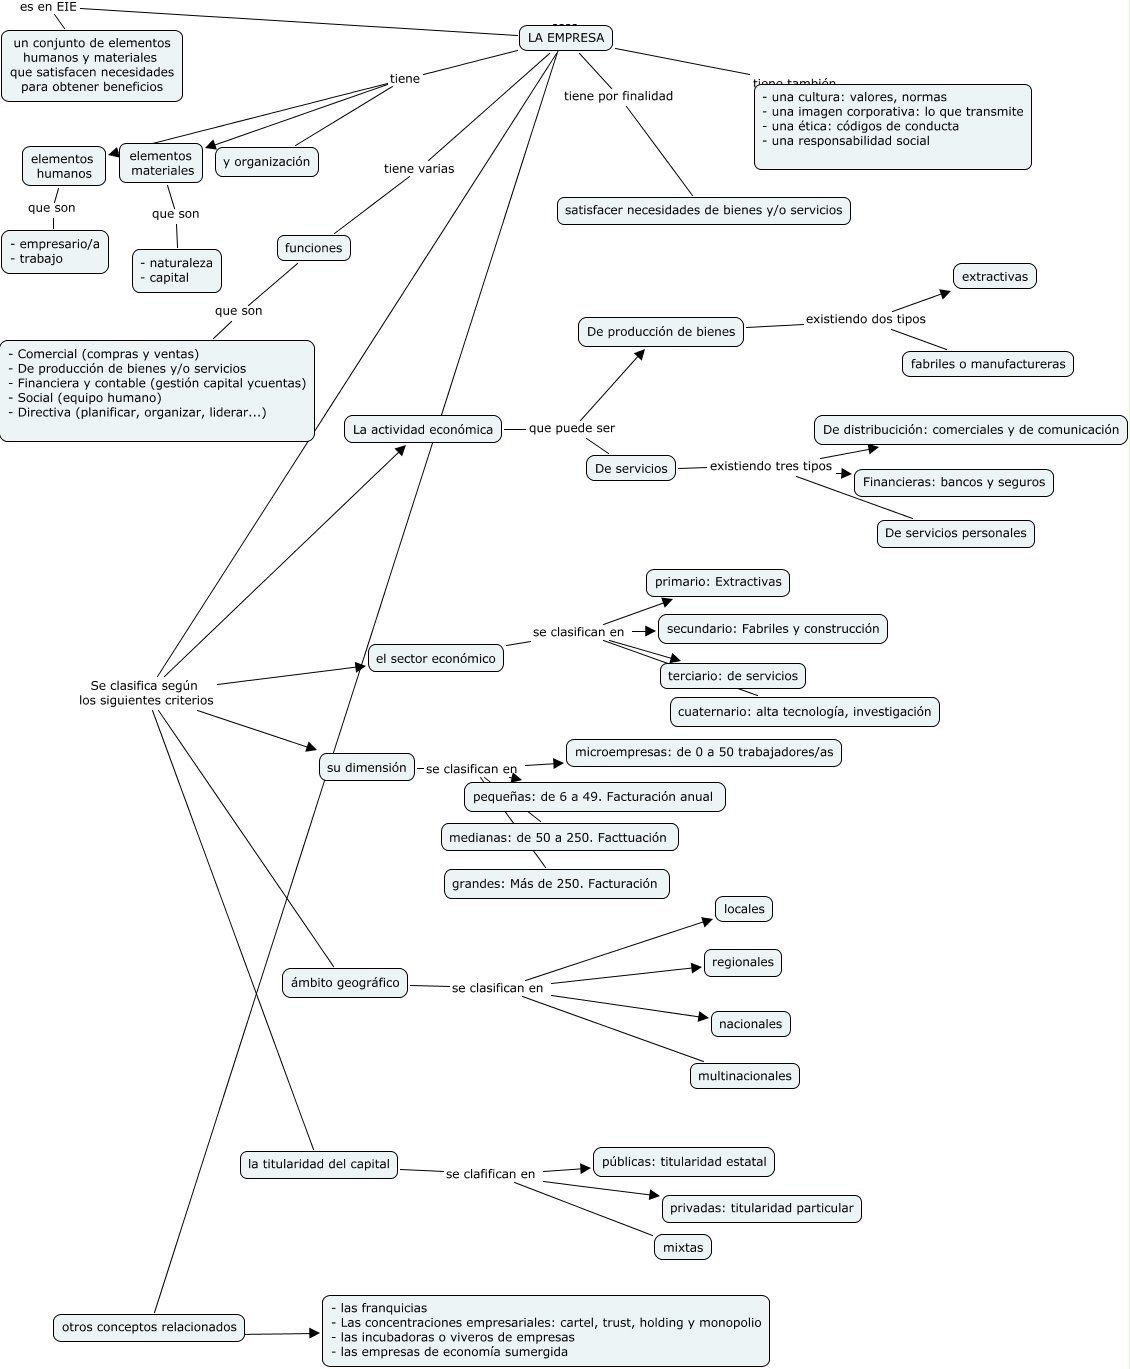 es en EIE
LA EMPRESA
un conjunto de elementos
humanos y materiales
que satisfacen necesidades
para obtener beneficios
tiene
tiene por finalidad
tiene también
- una cultura: valores, normas
- una imagen corporativa: lo que transmite
- una ética: códigos de conducta
- una responsabilidad social
elementos
humanos
elementos
materiales
y organización
tiene varias
que son
que son
satisfacer necesidades de bienes y/o servicios
- empresario/a
- trabajo
- naturaleza
- capital
funciones
que son
extractivas
De producción de bienes
existiendo dos tipos
fabriles o manufactureras
- Comercial (compras y ventas)
- De producción de bienes y/o servicios
- Financiera y contable (gestión capital ycuentas)
- Social (equipo humano)
- Directiva (planificar, organizar, liderar...)
La actividad económica
que puede ser
De distribucición: comerciales y de comunicación
De servicios
existiendo tres tipos
Financieras: bancos y seguros
De servicios personales
primario: Extractivas
se clasifican en
secundario: Fabriles y construcción
el sector económico
terciario: de servicios
cuaternario: alta tecnología, investigación
Se clasifica según
los siguientes criterios
su dimensión
se clasifican en
microempresas: de 0 a 50 trabajadores/as
pequeñas: de 6 a 49. Facturación anual
medianas: de 50 a 250. Facttuación
grandes: Más de 250. Facturación
locales
regionales
ámbito geográfico
se clasifican en
nacionales
multinacionales
la titularidad del capital
se clafifican en
públicas: titularidad estatal
privadas: titularidad particular
mixtas
otros conceptos relacionados
- las franquicias
- Las concentraciones empresariales: cartel, trust, holding y monopolio
- las incubadoras o viveros de empresas
- las empresas de economía sumergida